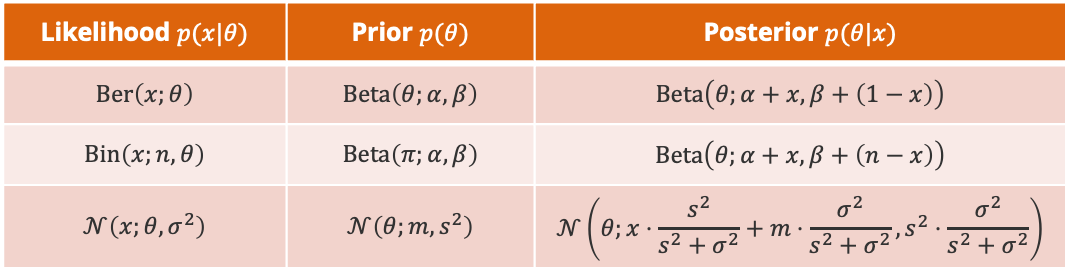 Likelihood p(x|θ) Prior p(θ) Posterior p(θ|x)
Ber(x; θ) Beta(θ; α, β) Beta(θ; α + x, β + (1 − x))
Bin(x; n, θ) Beta(π; α, β) Beta(θ; α + x, β + (n − x))
𝒩(x; θ, σ²) 𝒩(θ; m, s²) 𝒩(θ; x · s²/(s² + σ²) + m · σ²/(s² + σ²), s² · σ²/(s² + σ²))